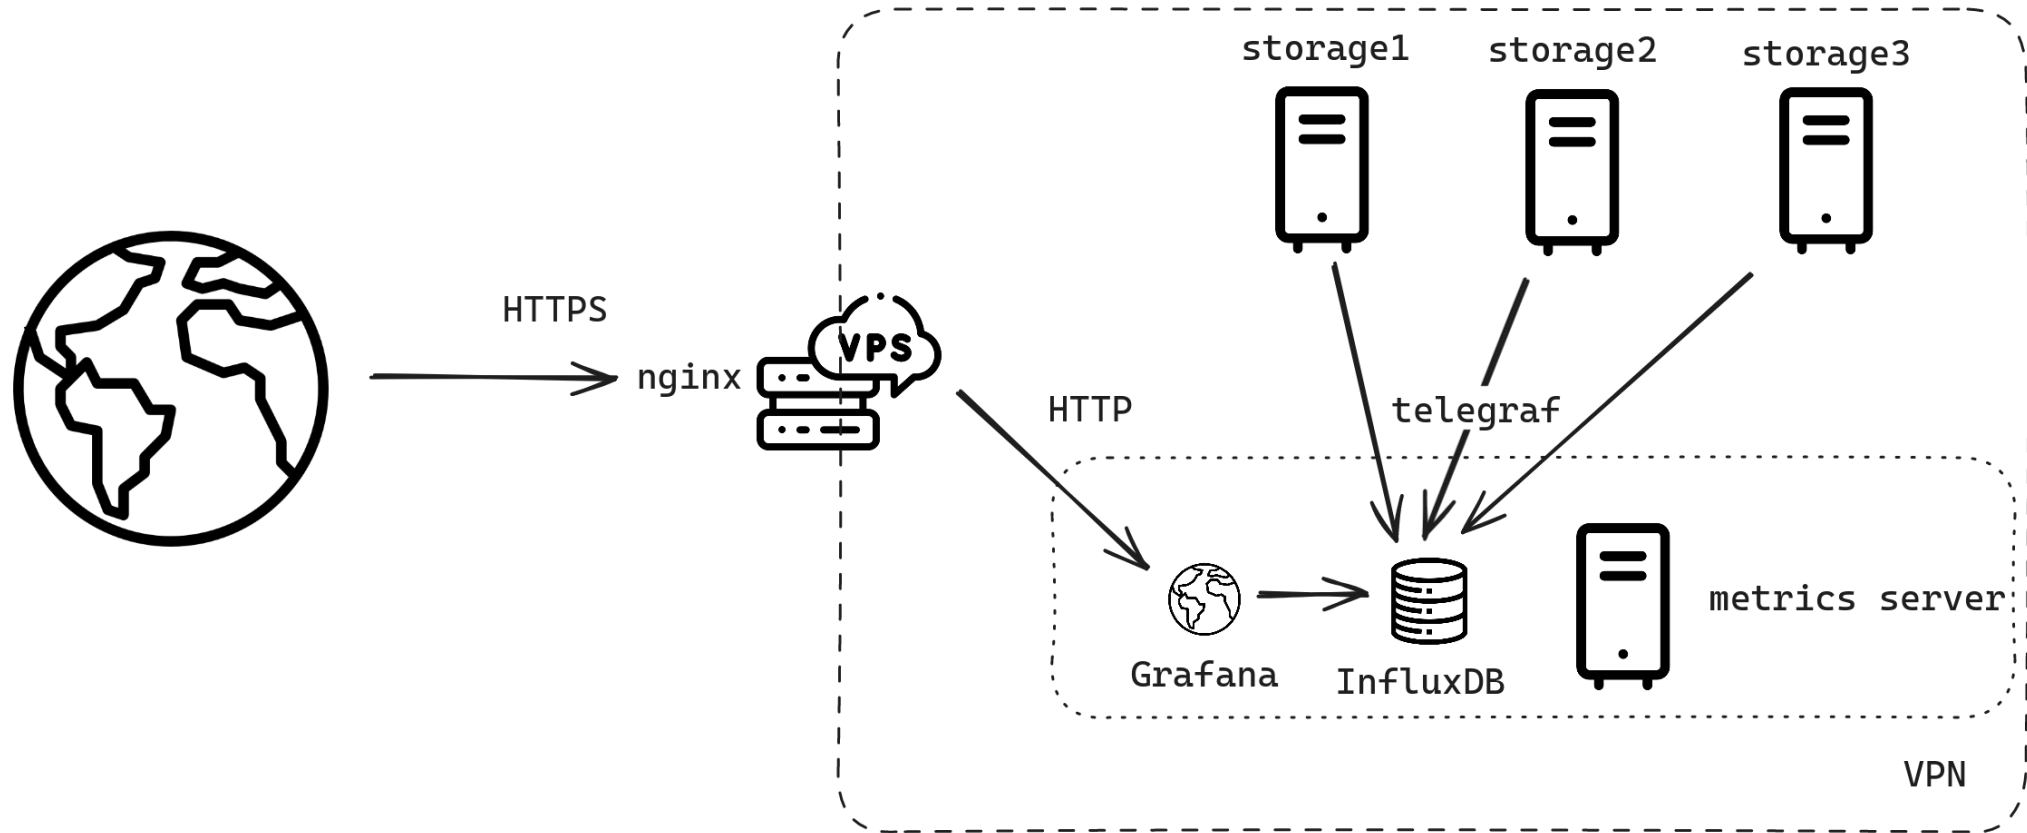 storage1
storage2
storage3
HTTPS
nginx
VPS
HTTP
telegraf
Grafana
InfluxDB
metrics server
VPN